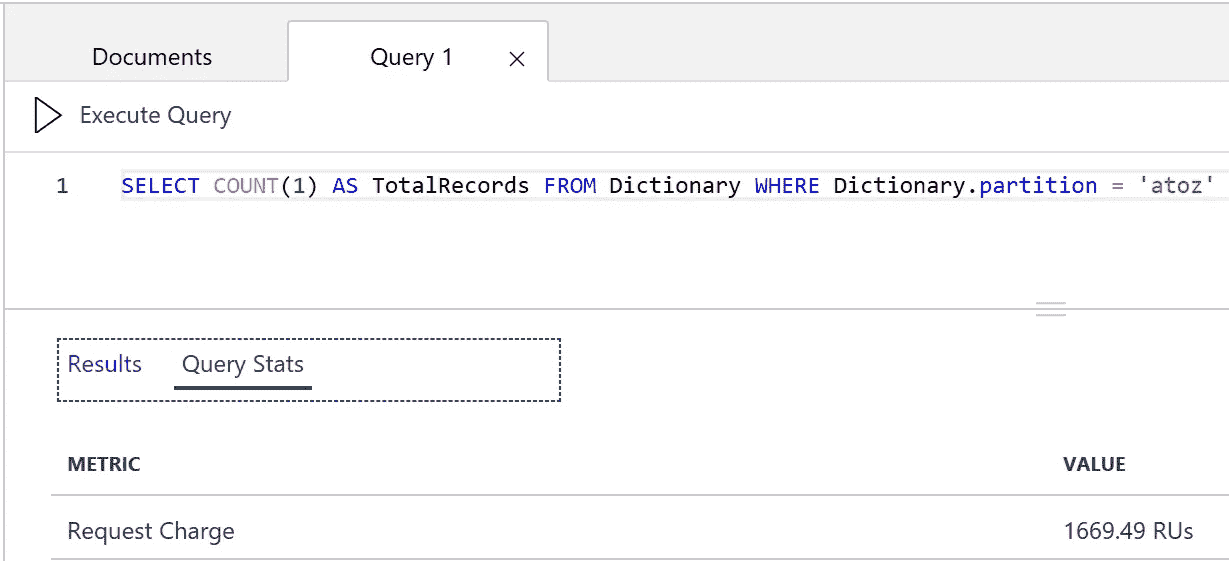 Documents Query 1 ×
Execute Query
1 SELECT COUNT(1) AS TotalRecords FROM Dictionary WHERE Dictionary.partition = 'atoz'
Results Query Stats
METRIC VALUE
Request Charge 1669.49 RUs